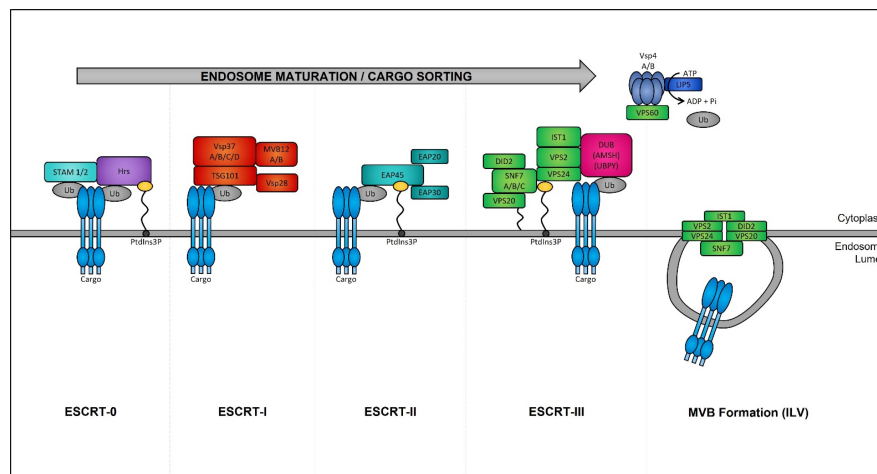 ENDOSOME MATURATION / CARGO SORTING
Vsp4
A/B
ATP
LIP5
ADP + Pi
VPS60
Ub
STAM 1/2
Hrs
Ub
Ub
PtdIns3P
Cargo
Vsp37
A/B/C/D
MVB12
A/B
TSG101
Vsp28
Ub
Cargo
EAP20
EAP45
EAP30
Ub
PtdIns3P
Cargo
IST1
DUB
(AMSH)
(UBPY)
DID2
VPS2
SNF7
A/B/C
VPS24
VPS20
Ub
PtdIns3P
Cargo
Cytoplas
Endosom
Lume
IST1
VPS2
DID2
VPS24
VPS20
SNF7
ESCRT-0
ESCRT-I
ESCRT-II
ESCRT-III
MVB Formation (ILV)